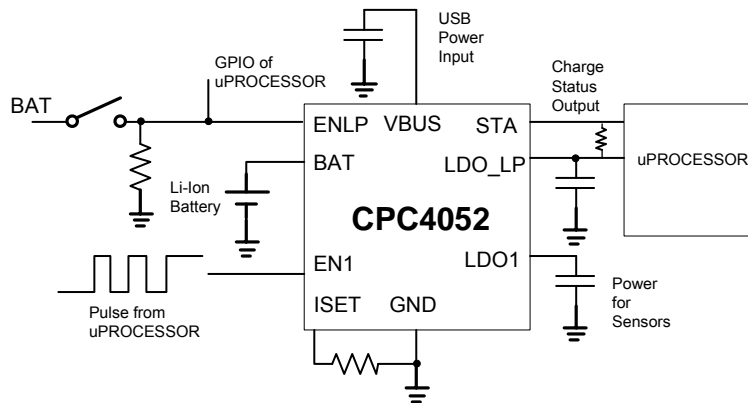 USB
Power
Input
GPIO of
uPROCESSOR
Charge
Status
Output
BAT
ENLP
VBUS
STA
BAT
LDO_LP
uPROCESSOR
Li-Ion
Battery
CPC4052
EN1
LDO1
Pulse from
uPROCESSOR
ISET
GND
Power
for
Sensors